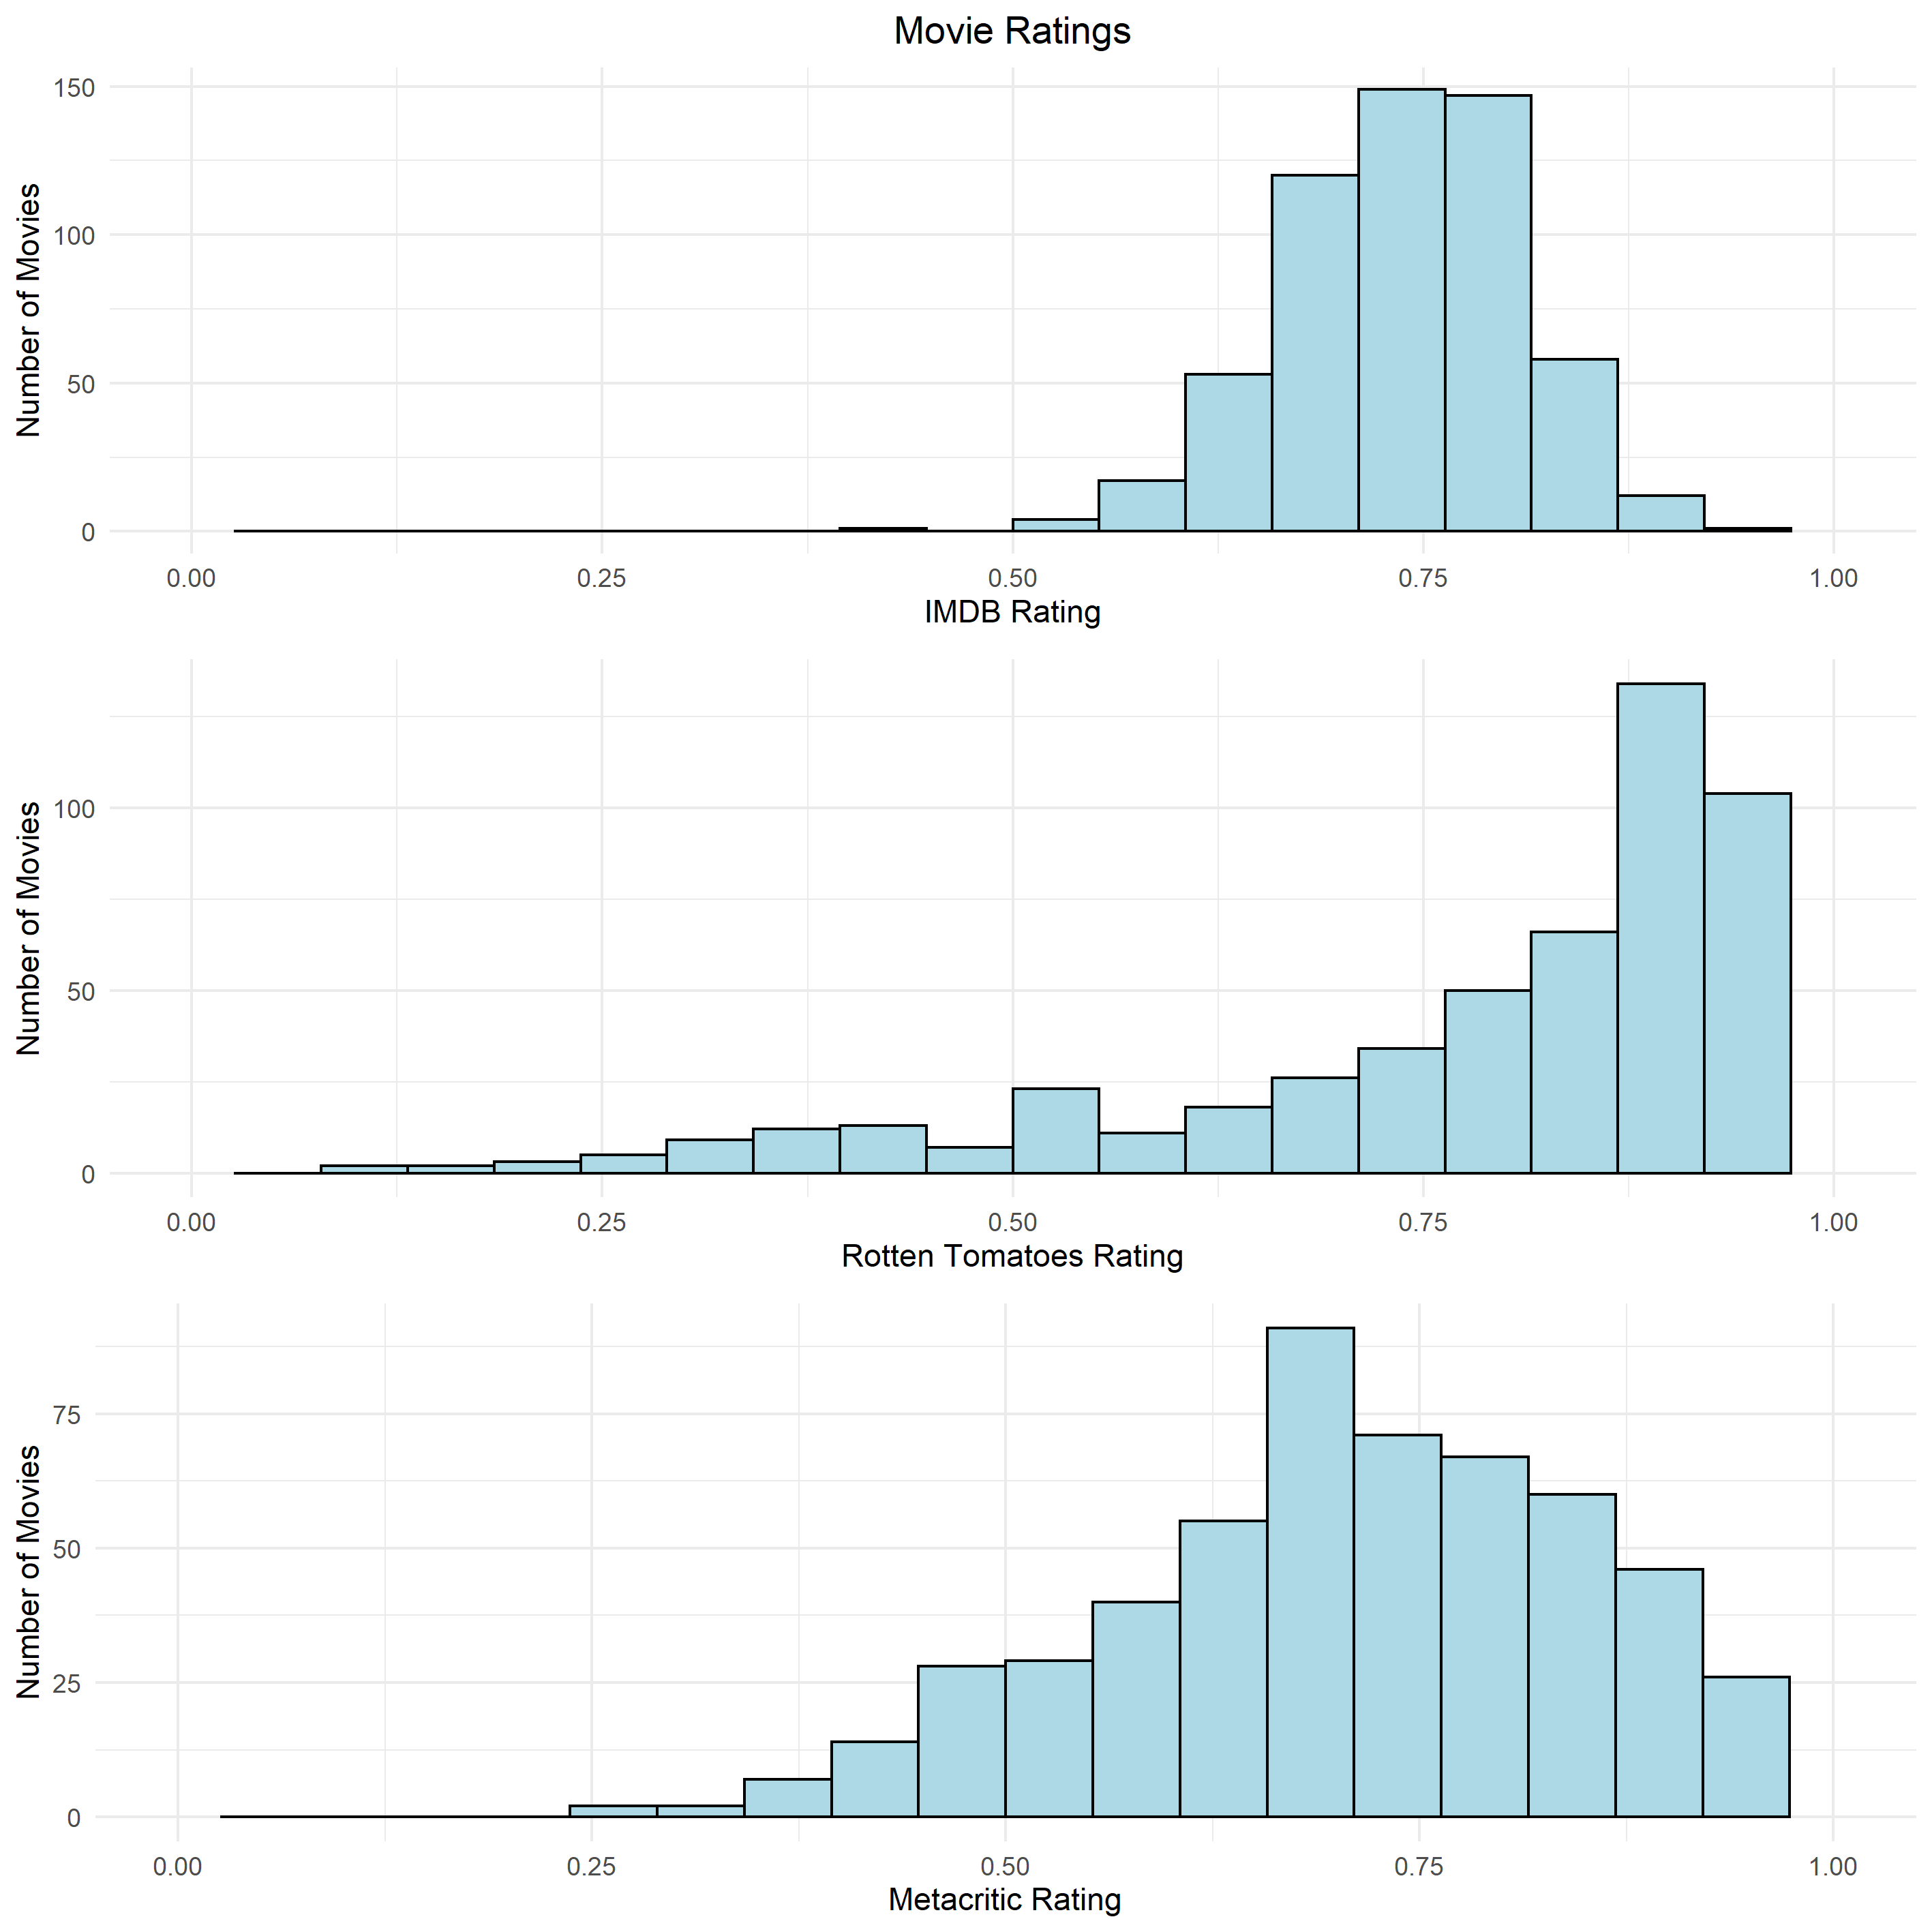 Movie Ratings
Number of Movies
150
100
50
0
0.00 0.25 0.50 0.75 1.00
IMDB Rating
Number of Movies
100
50
0
0.00 0.25 0.50 0.75 1.00
Rotten Tomatoes Rating
Number of Movies
75
50
25
0
0.00 0.25 0.50 0.75 1.00
Metacritic Rating